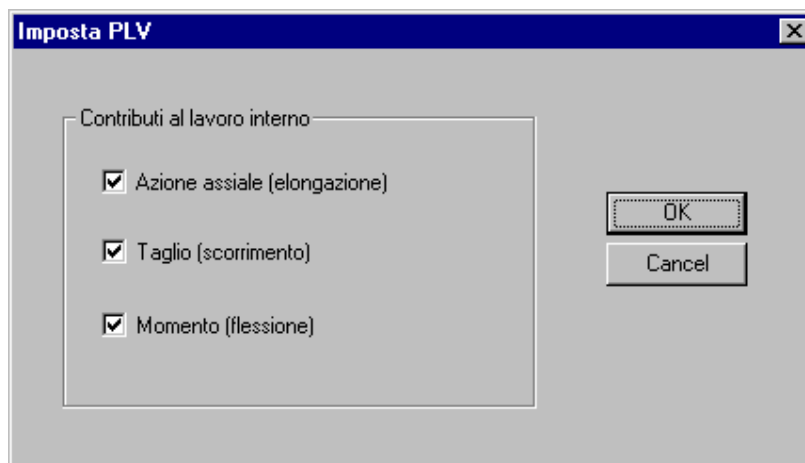 Imposta PLV
Contributi al lavoro interno
Azione assiale (elongazione)
Taglio (scorrimento)
Momento (flessione)
OK
Cancel